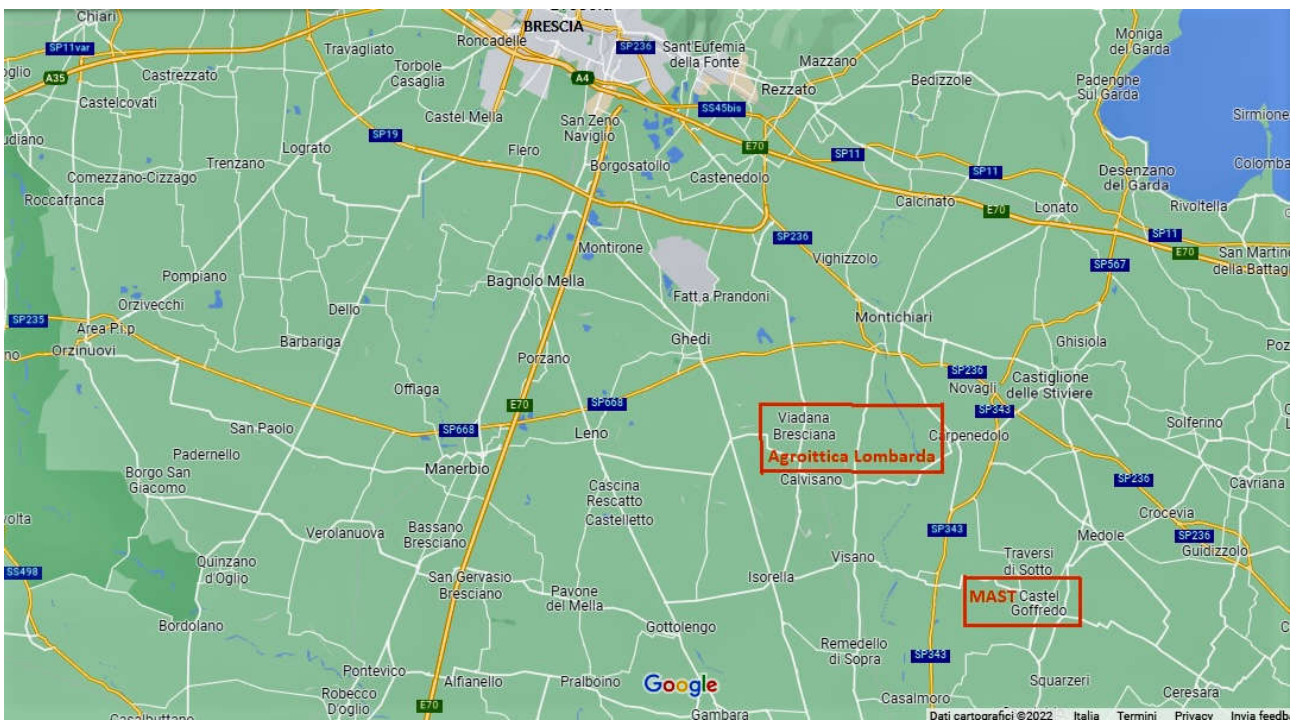 Chiari
BRESCIA
Roncadelle
SP236
Sant'Eufemia
della Fonte
Moniga
del Garda
SP11var
Travagliato
Torbole
Casaglia
A4
Mazzano
Bedizzole
Padenghe
Sul Garda
A35
Castrezzato
Castelcovati
Castel Mella
Rezzato
SS45bis
San Zeno
Naviglio
Sirmione
SP19
Flero
Borgosatollo
E70
SP11
SP11
Desenzano
del Garda
Lograto
Trenzano
Comezzano-Cizzago
Castenedolo
Roccafranca
Calcinato
E70
Lonato
Rivoltella
SP11
E70
San Martino
della Battagl
Montirone
SP236
Vighizzolo
SP567
Pompiano
Bagnolo Mella
Fatt.a Prandoni
Orzivecchi
Dello
SP235
Area P.i.p
Montichiari
Orzinuovi
Barbariga
Ghedi
Ghisiola
Porzano
SP236
Castiglione
delle Stiviere
Offlaga
Novagli
E70
SP668
SP343
Viadana
Bresciana
Solferino
San Paolo
SP668
Leno
Carpenedolo
Agroittica Lombarda
Padernello
Manerbio
Borgo San
Giacomo
Calvisano
SP236
Cavriana
Cascina
Rescatto
Castelletto
Crocevia
Verolanuova
Bassano
Bresciano
SP343
SP236
Medole
Guidizzolo
Quinzano
d'Oglio
Visano
Traversi
di Sotto
SS498
San Gervasio
Bresciano
Isorella
Pavone
del Mella
MAST
Castel
Goffredo
Bordolano
Gottolengo
Remedello
di Sopra
SP343
Pontevico
Alfianello
Pralboino
Google
Squarzeri
Robecco
D'oglio
E70
Casalmoro
Ceresara
Casalbuttano
Gambara
Dati cartografici ©2022 Italia Termini Privacy Invia feedb